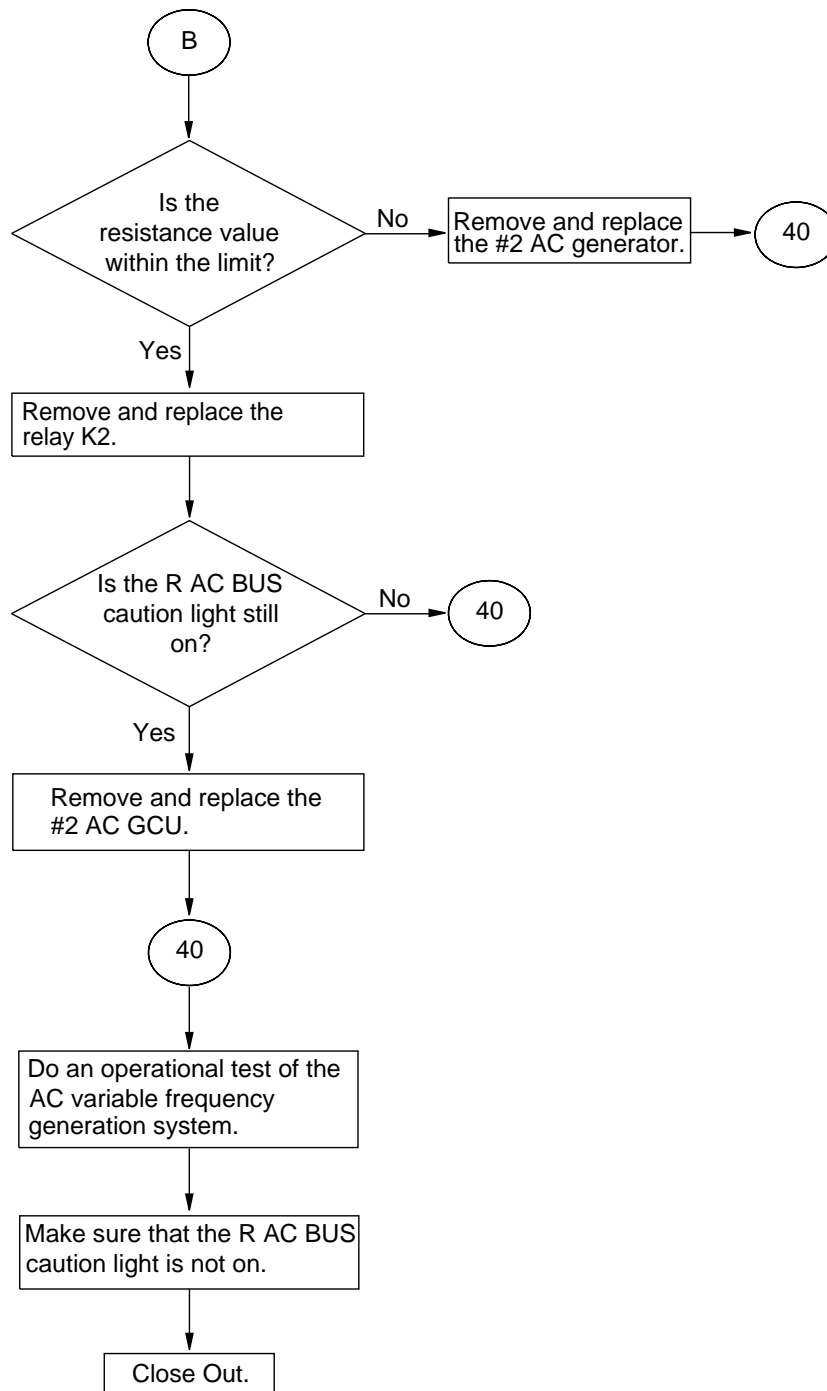 B
Is the
resistance value
within the limit?
No
Remove and replace
the #2 AC generator.
40
Yes
Remove and replace the
relay K2.
Is the R AC BUS
caution light still
on?
No
40
Yes
Remove and replace the
#2 AC GCU.
40
Do an operational test of the
AC variable frequency
generation system.
Make sure that the R AC BUS
caution light is not on.
Close Out.